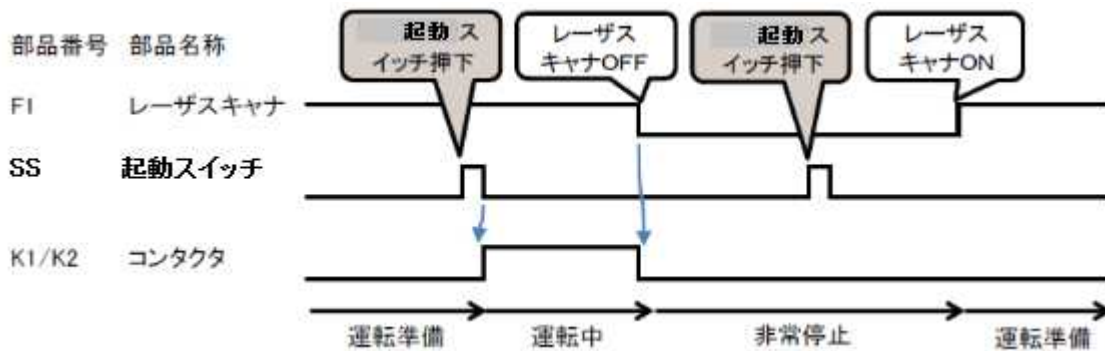 部品番号 部品名称
起動 ス
イッチ押下
レーザス
キャナOFF
起動 ス
イッチ押下
レーザス
キャナON
FI レーザスキャナ
SS 起動スイッチ
K1/K2 コンタクタ
運転準備 運転中 非常停止 運転準備